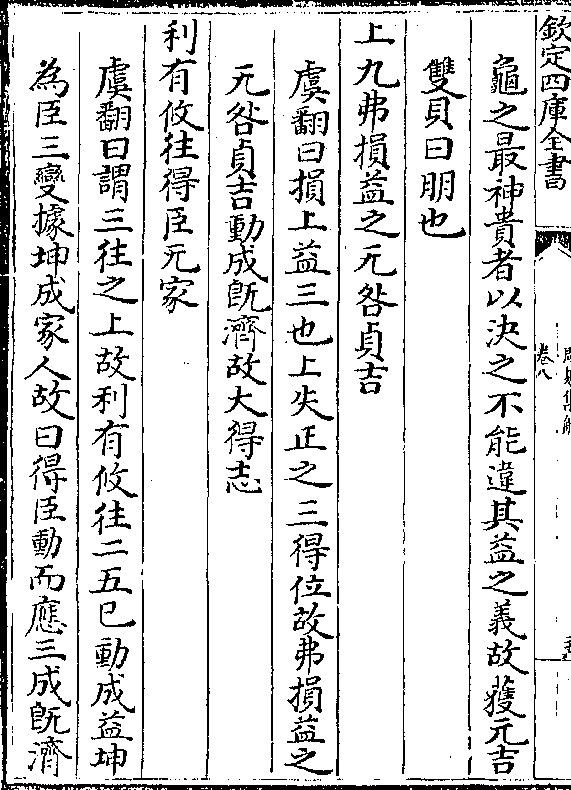 欽定四庫全書
卷八
龜之最神貴者以決之不能違其益之義故獲元吉
雙貝曰朋也
上九弗損益之无咎貞吉
虞翻曰損上益三也上失正之三得位故弗損益之
无咎貞吉動成旣濟故大得志
利有攸往得臣无家
虞翻曰謂三往之上故利有攸往二五已動成益坤
為臣三變據坤成家人故曰得臣動而應三成旣濟